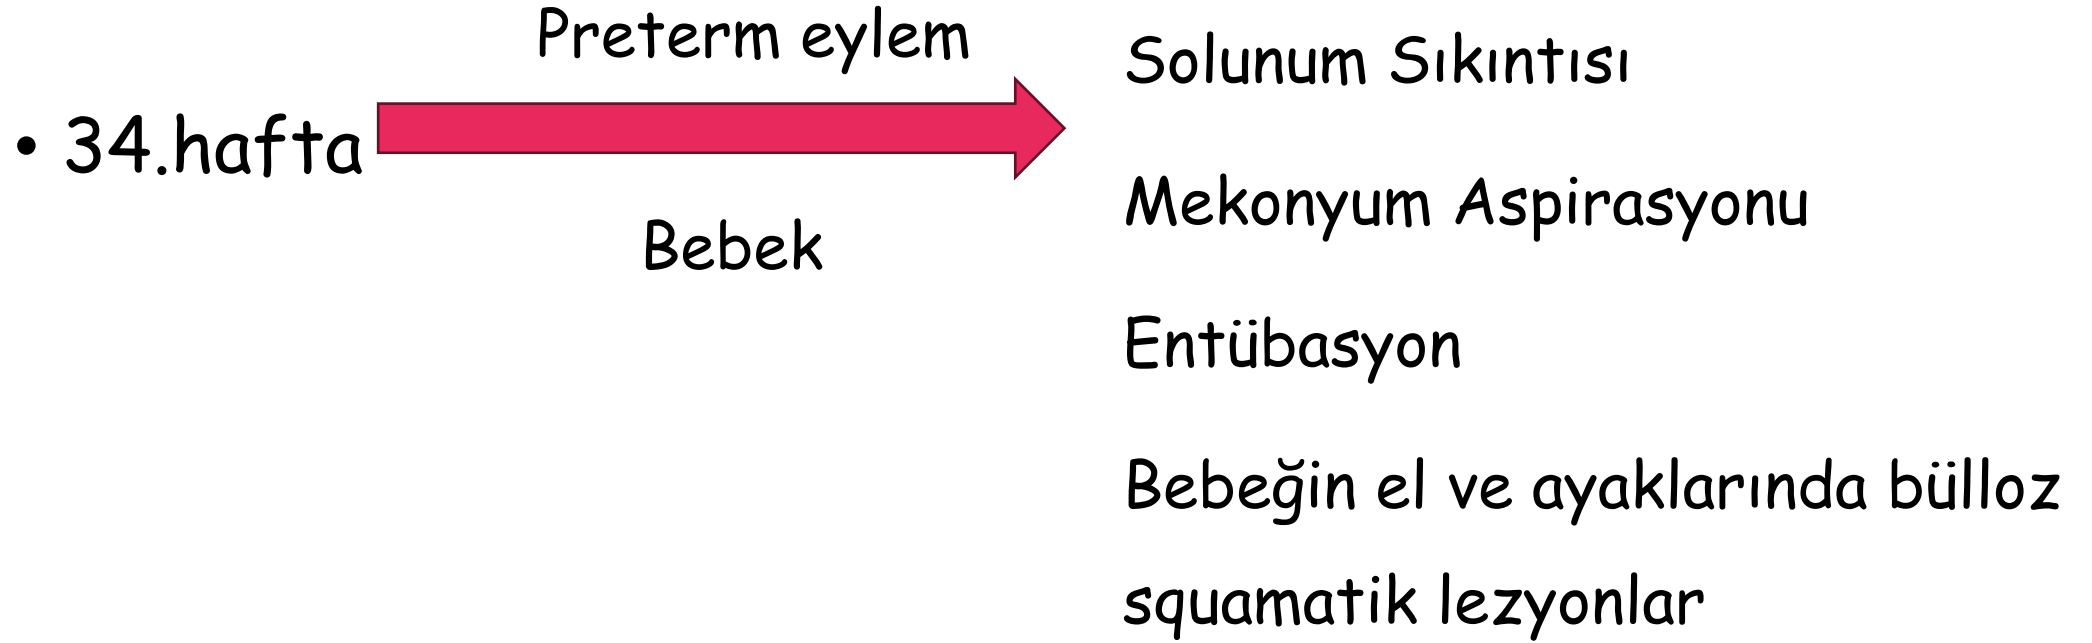 Preterm eylem
• 34.hafta
Bebek
Solunum Sıkıntısı
Mekonyum Aspirasyonu
Entübasyon
Bebeğin el ve ayaklarında bülloz
squamatik lezyonlar